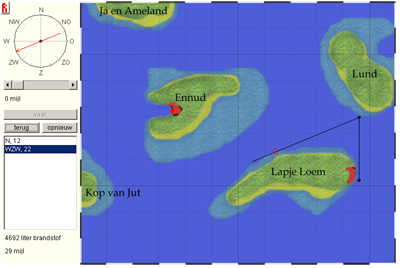 N
NW
NO
W
O
ZW
ZO
Z
0 mijl
vaar
terug
opnieuw
N, 12
WZW, 22
4692 liter brandstof
29 mijl
Ja en Ameland
Lund
Ennud
Lapje Loem
Kop van Jut